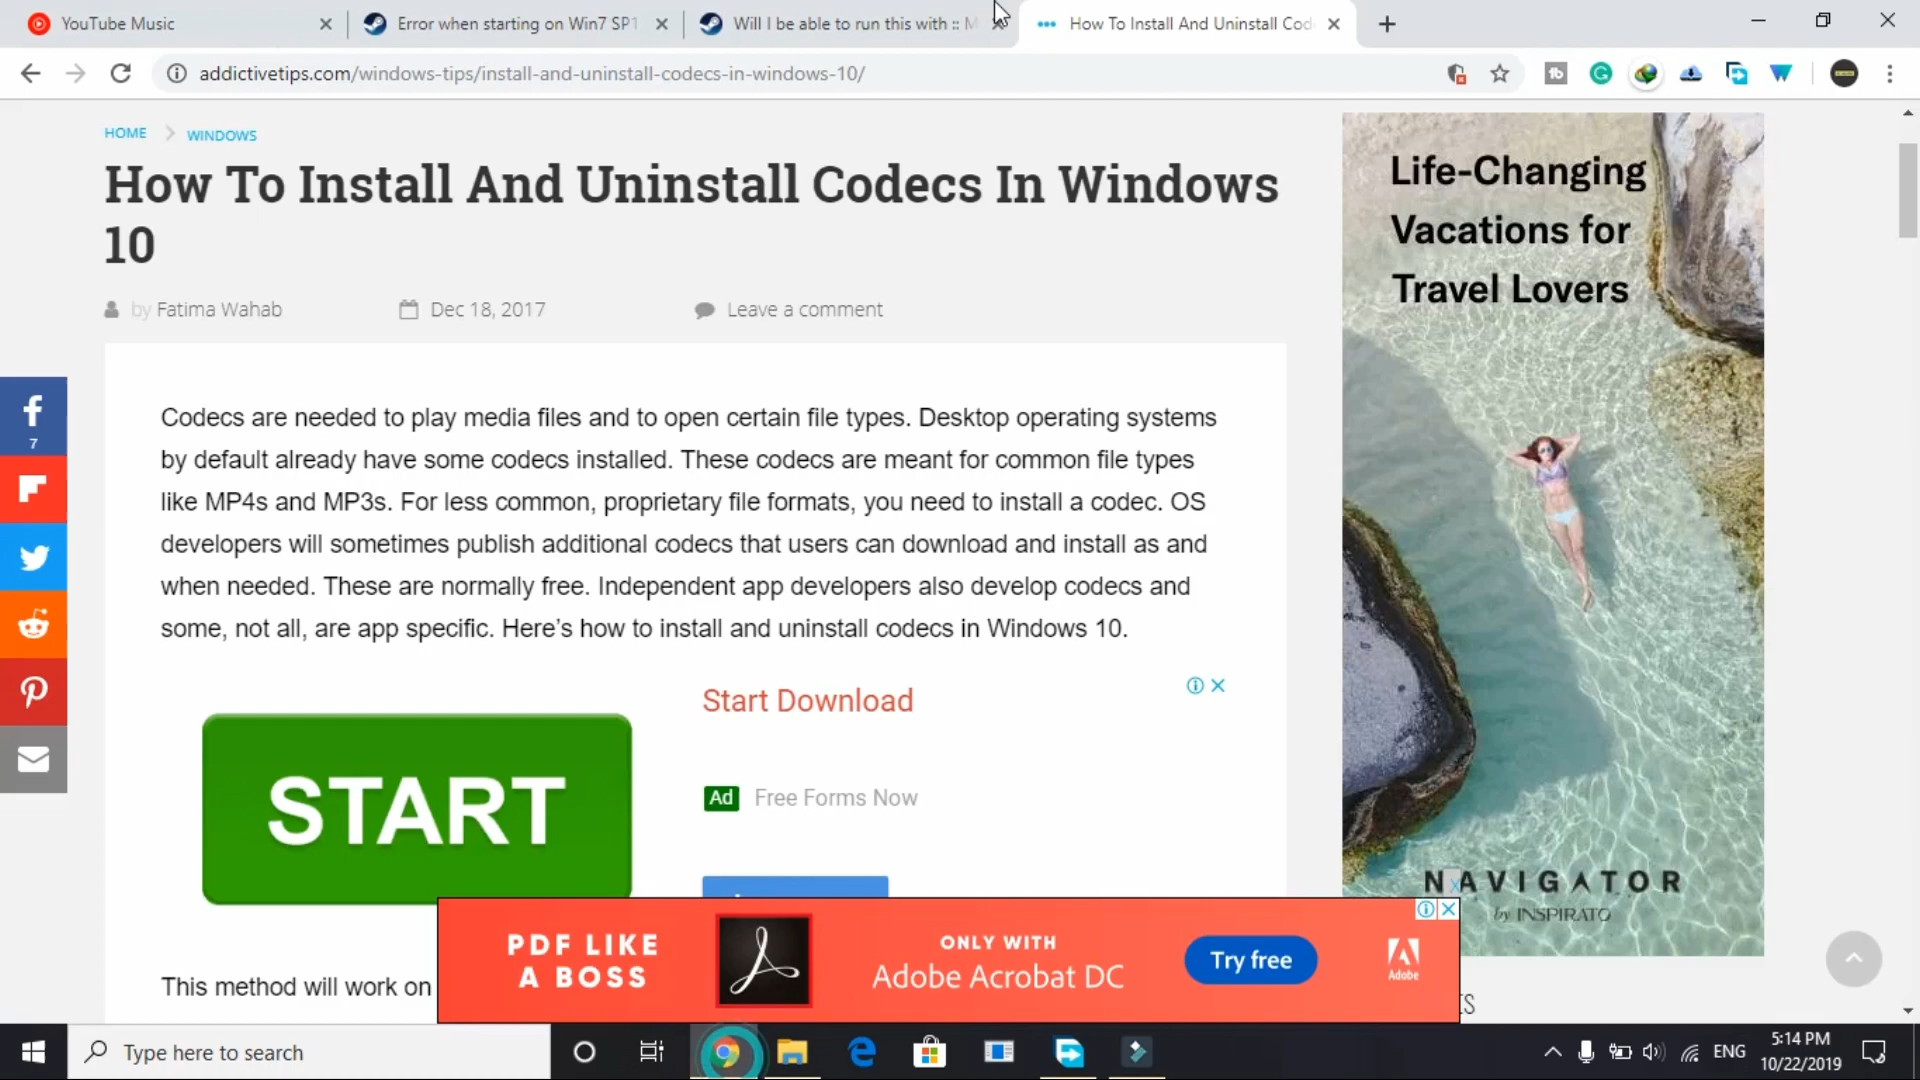 YouTube Music
Error when starting on Win7 SP1
Will I be able to run this with :: M
How To Install And Uninstall Cod
addictivetips.com/windows-tips/install-and-uninstall-codecs-in-windows-10/
HOME
WINDOWS
How To Install And Uninstall Codecs In Windows
10
by Fatima Wahab
Dec 18, 2017
Leave a comment
7
Codecs are needed to play media files and to open certain file types. Desktop operating systems
by default already have some codecs installed. These codecs are meant for common file types
like MP4s and MP3s. For less common, proprietary file formats, you need to install a codec. OS
developers will sometimes publish additional codecs that users can download and install as and
when needed. These are normally free. Independent app developers also develop codecs and
some, not all, are app specific. Here’s how to install and uninstall codecs in Windows 10.
START
Start Download
Ad Free Forms Now
This method will work on
Life-Changing
Vacations for
Travel Lovers
NAVIGATOR
by INSPIRATO
PDF LIKE
A BOSS
ONLY WITH
Adobe Acrobat DC
Try free
Adobe
Type here to search
ENG
5:14 PM
10/22/2019